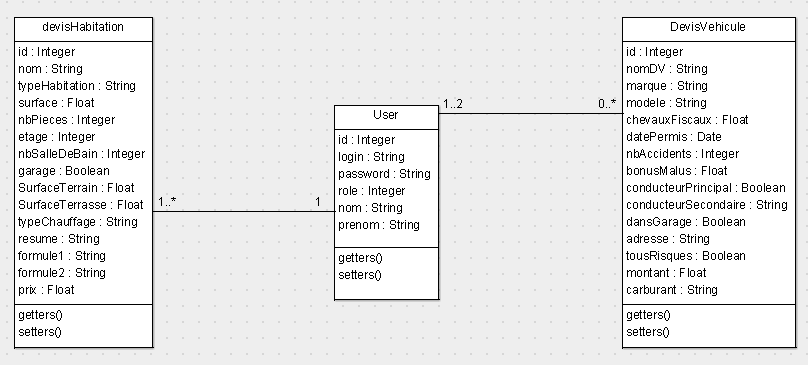 devisHabitation
id : Integer
nom : String
typeHabitation : String
surface : Float
nbPieces : Integer
etage : Integer
nbSalleDeBain : Integer
garage : Boolean
SurfaceTerrain : Float
SurfaceTerrasse : Float
typeChauffage : String
resume : String
formule1 : String
formule2 : String
prix : Float
getters()
setters()
1..*
1
User
id : Integer
login : String
password : String
role : Integer
nom : String
prenom : String
getters()
setters()
1..2
0..*
DevisVehicule
id : Integer
nomDV : String
marque : String
modele : String
chevauxFiscaux : Float
datePermis : Date
nbAccidents : Integer
bonusMalus : Float
conducteurPrincipal : Boolean
conducteurSecondaire : String
dansGarage : Boolean
adresse : String
tousRisques : Boolean
montant : Float
carburant : String
getters()
setters()